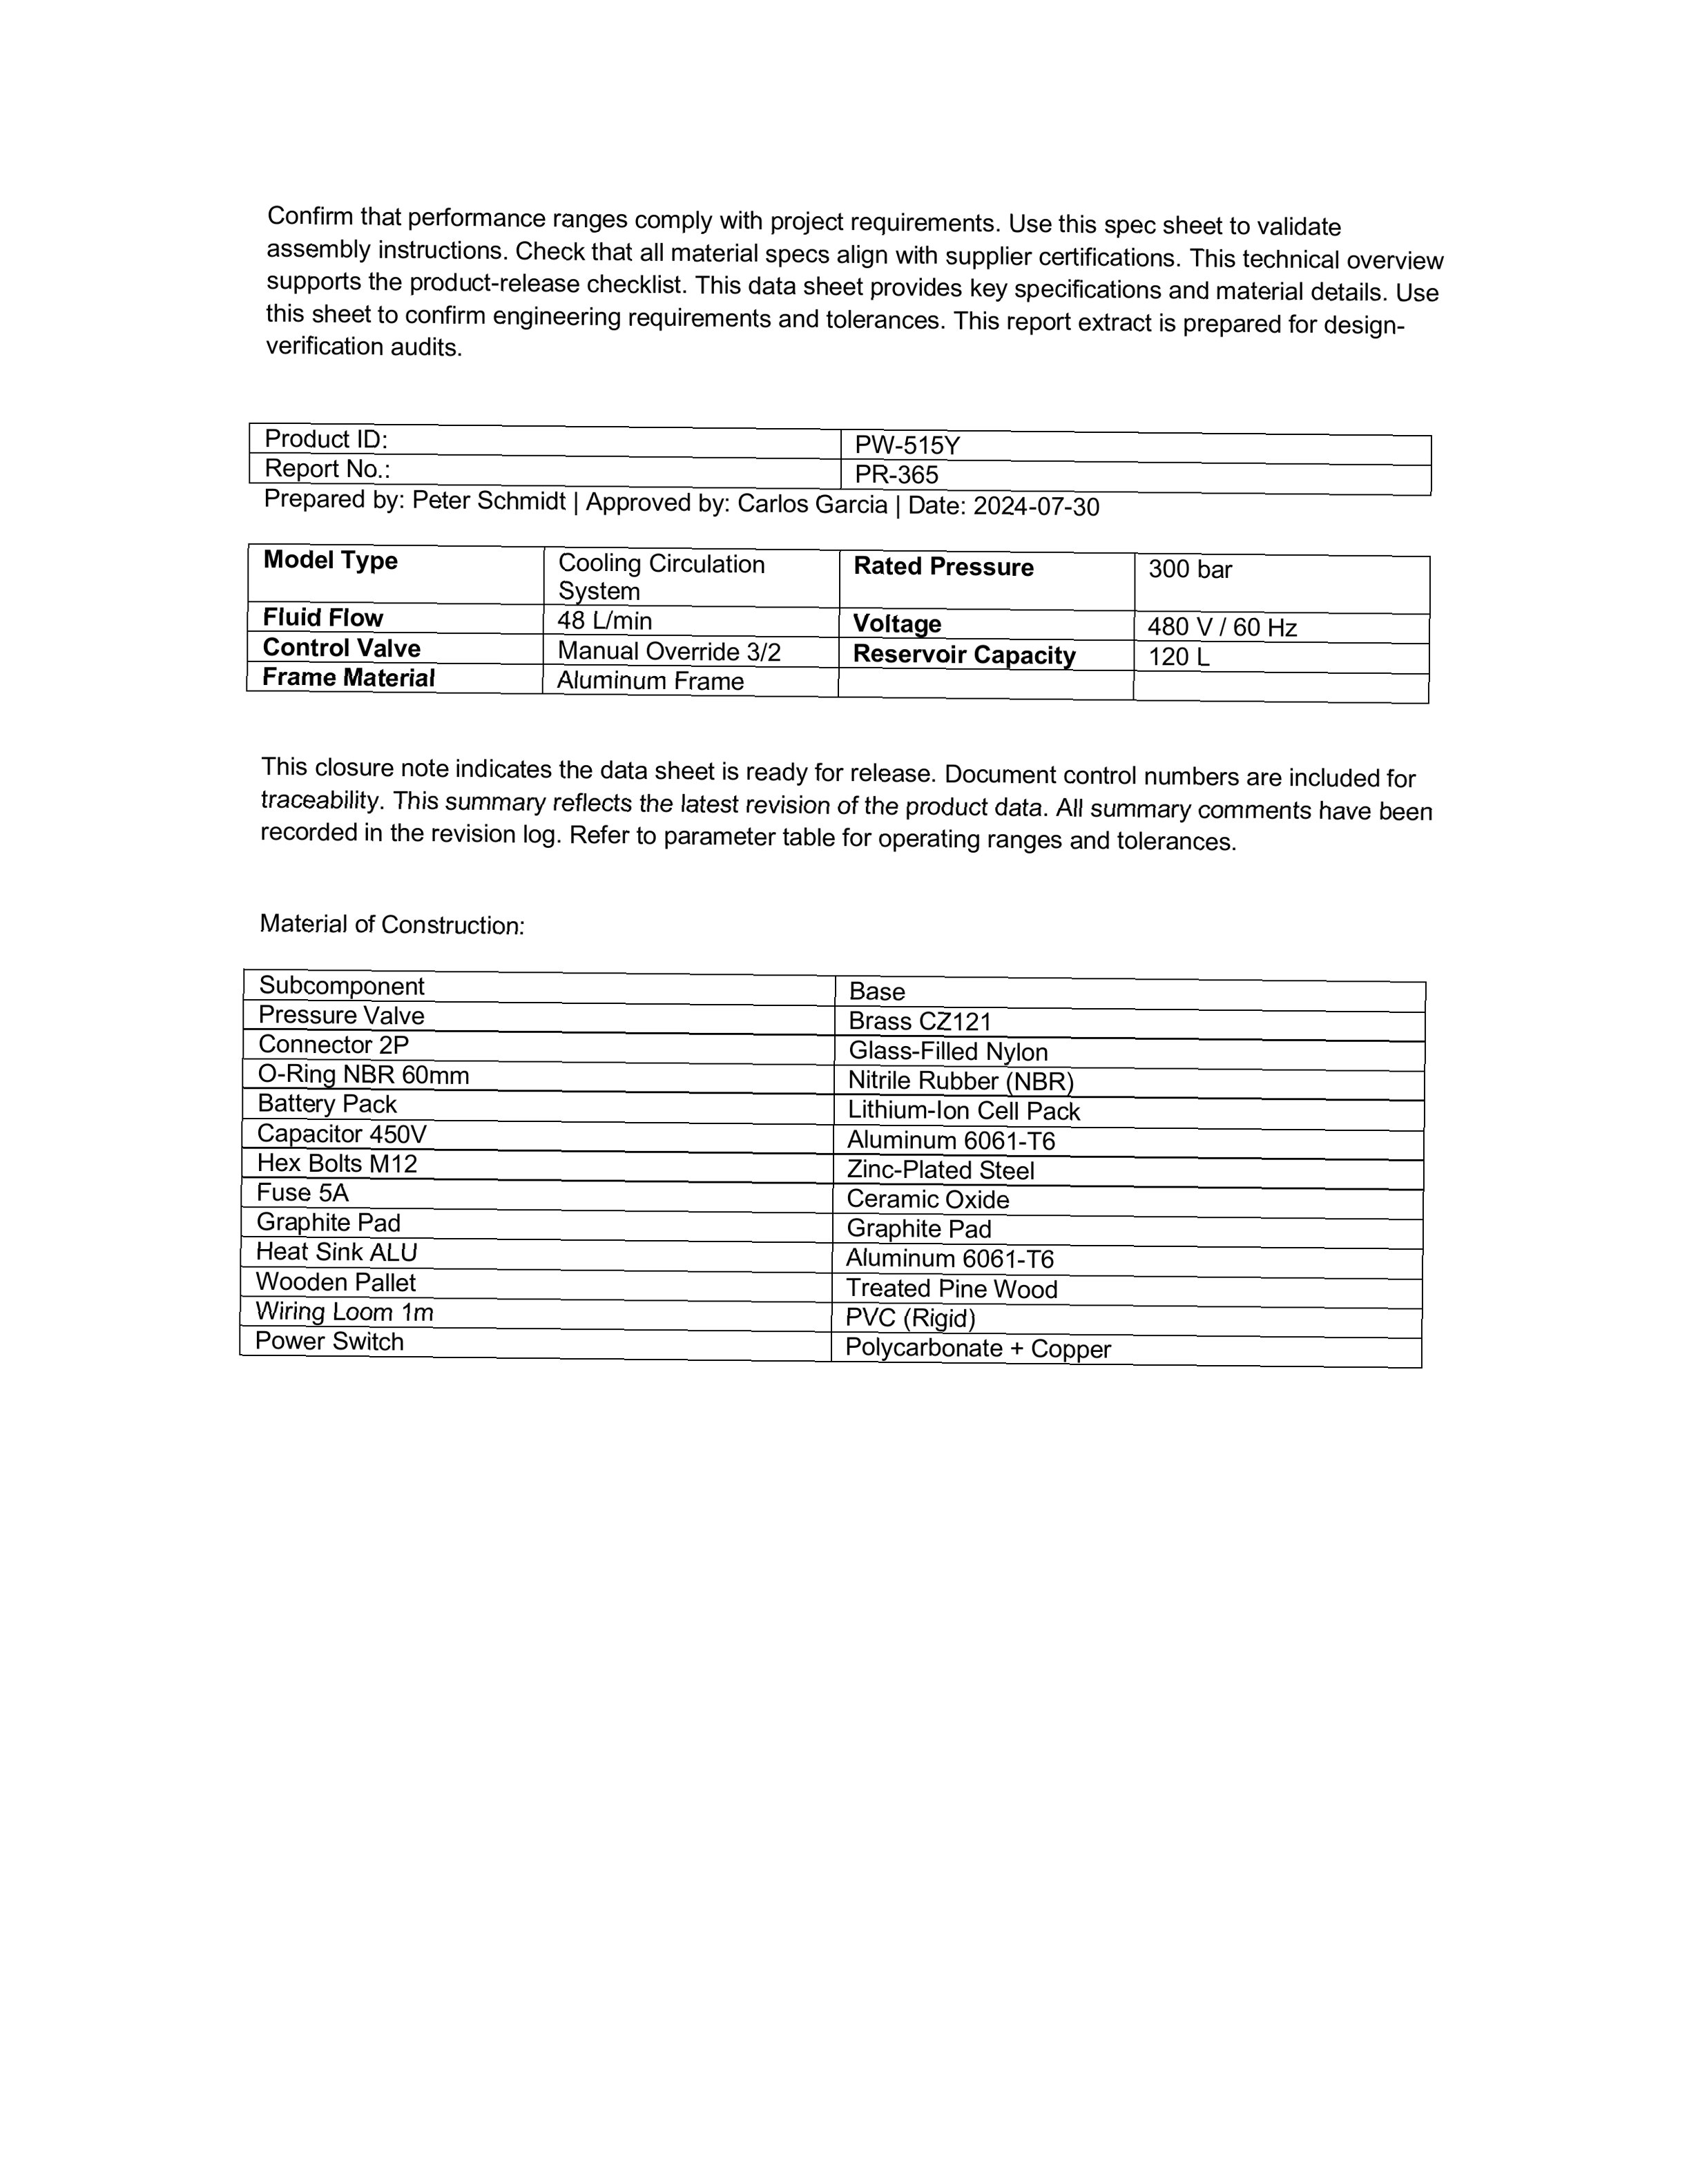 Confirm that performance ranges comply with project requirements. Use this spec sheet to validate
assembly instructions. Check that all material specs align with supplier certifications. This technical overview
supports the product-release checklist. This data sheet provides key specifications and material details. Use
this sheet to confirm engineering requirements and tolerances. This report extract is prepared for design-
verification audits.
Product ID: PW-515Y
Report No.: PR-365
Prepared by: Peter Schmidt | Approved by: Carlos Garcia | Date: 2024-07-30
Model Type Cooling Circulation System Rated Pressure 300 bar
Fluid Flow 48 L/min Voltage 480 V / 60 Hz
Control Valve Manual Override 3/2 Reservoir Capacity 120 L
Frame Material Aluminum Frame
This closure note indicates the data sheet is ready for release. Document control numbers are included for
traceability. This summary reflects the latest revision of the product data. All summary comments have been
recorded in the revision log. Refer to parameter table for operating ranges and tolerances.
Material of Construction:
Subcomponent Base
Pressure Valve Brass CZ121
Connector 2P Glass-Filled Nylon
O-Ring NBR 60mm Nitrile Rubber (NBR)
Battery Pack Lithium-Ion Cell Pack
Capacitor 450V Aluminum 6061-T6
Hex Bolts M12 Zinc-Plated Steel
Fuse 5A Ceramic Oxide
Graphite Pad Graphite Pad
Heat Sink ALU Aluminum 6061-T6
Wooden Pallet Treated Pine Wood
Wiring Loom 1m PVC (Rigid)
Power Switch Polycarbonate + Copper